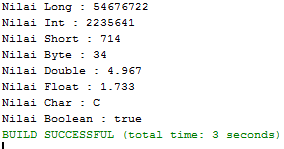 Nilai Long : 54676722
Nilai Int : 2235641
Nilai Short : 714
Nilai Byte : 34
Nilai Double : 4.967
Nilai Float : 1.733
Nilai Char : C
Nilai Boolean : true
BUILD SUCCESSFUL (total time: 3 seconds)